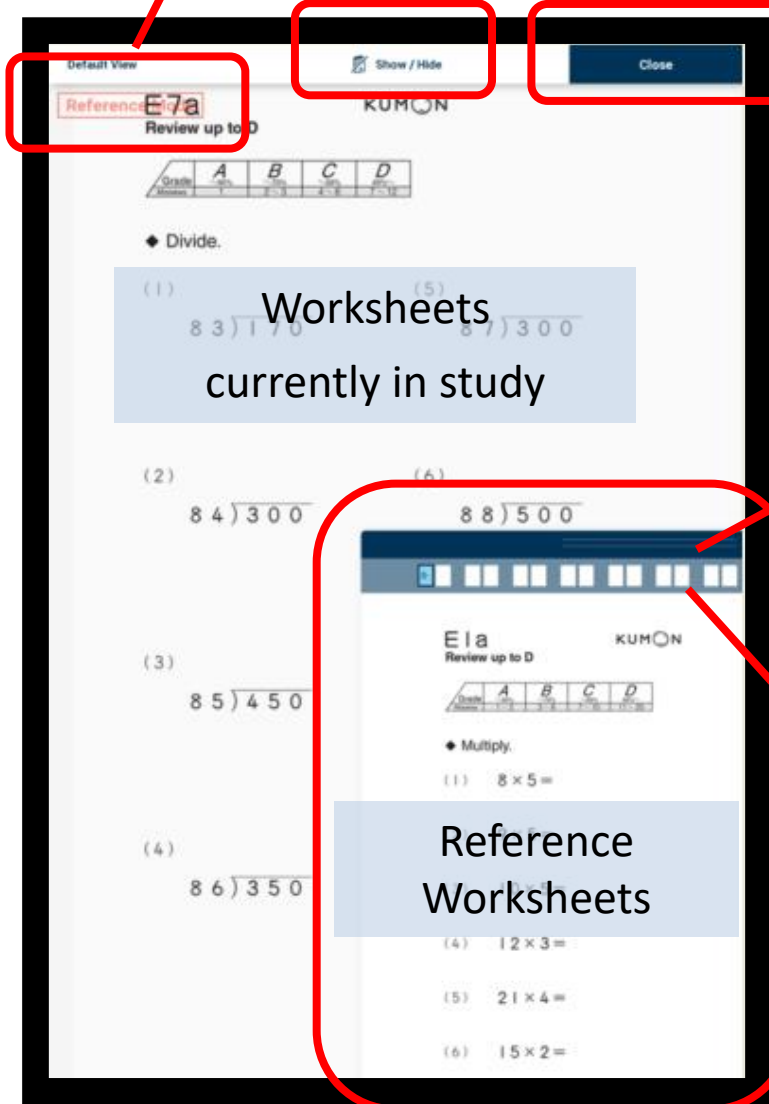 Default View
Show / Hide
Close
Reference Mode
E7a
KUMON
Review up to D
Grade A B C D
◆ Divide.
(1) 83)170
(5) 87)300
Worksheets
currently in study
(2) 84)300
(6) 88)500
(3) 85)450
(4) 86)350
E1a
KUMON
Review up to D
Grade A B C D
◆ Multiply.
(1) 8×5=
Reference
Worksheets
(4) 12×3=
(5) 21×4=
(6) 15×2=